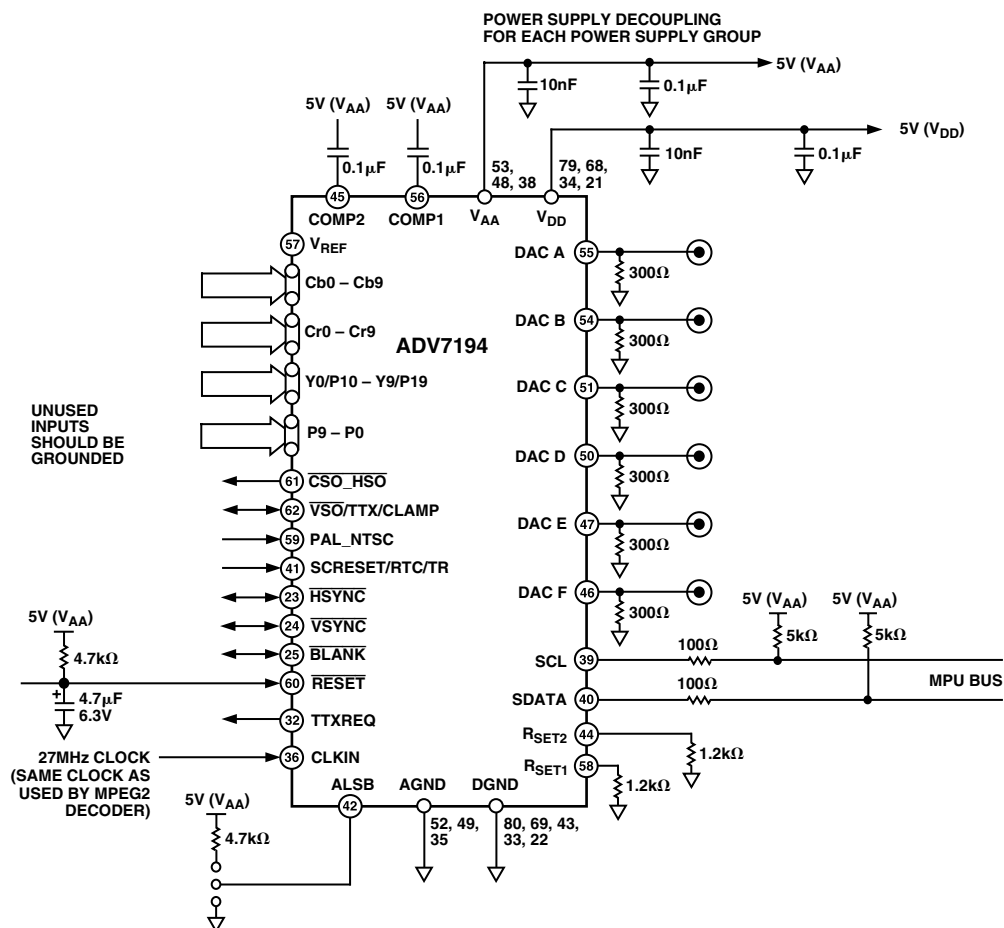 POWER SUPPLY DECOUPLING
FOR EACH POWER SUPPLY GROUP
5V (VAA)
10nF
0.1μF
5V (VAA)
5V (VAA)
5V (VDD)
10nF
0.1μF
0.1μF
0.1μF
53,
48, 38
79, 68,
34, 21
45
56
COMP2
COMP1
VAA
VDD
57
VREF
Cb0 – Cb9
Cr0 – Cr9
ADV7194
Y0/P10 – Y9/P19
P9 – P0
UNUSED
INPUTS
SHOULD BE
GROUNDED
61
CSO_HSO
62
VSO/TTX/CLAMP
59
PAL_NTSC
41
SCRESET/RTC/TR
23
HSYNC
24
VSYNC
25
BLANK
60
RESET
32
TTXREQ
36
CLKIN
5V (VAA)
4.7kΩ
+
4.7μF
6.3V
27MHz CLOCK
(SAME CLOCK AS
USED BY MPEG2
DECODER)
DAC A
55
300Ω
DAC B
54
300Ω
DAC C
51
300Ω
DAC D
50
300Ω
DAC E
47
300Ω
DAC F
46
300Ω
5V (VAA)
5V (VAA)
5kΩ
5kΩ
SCL
39
100Ω
MPU BUS
SDATA
40
100Ω
RSET2
44
1.2kΩ
RSET1
58
1.2kΩ
ALSB
AGND
DGND
42
52, 49,
35
80, 69, 43,
33, 22
5V (VAA)
4.7kΩ